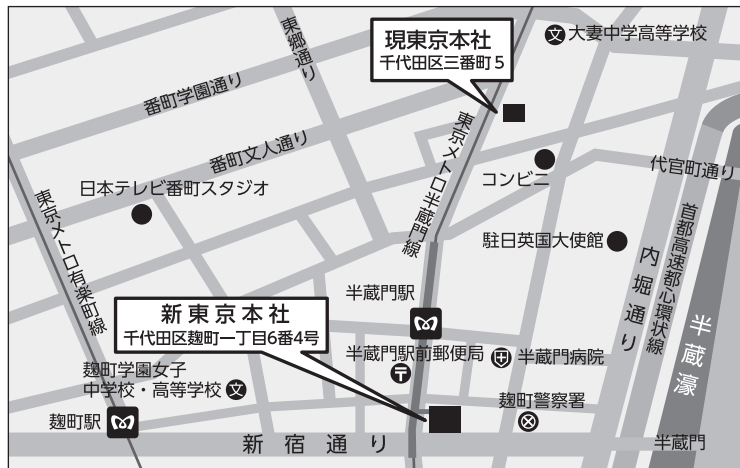 東郷通り
現東京本社
千代田区三番町5
大妻中学高等学校
文
番町学園通り
番町文人通り
東京メトロ半蔵門線
コンビニ
代官町通り
日本テレビ番町スタジオ
東京メトロ有楽町線
駐日英国大使館
首都高速都心環状線
内堀通り
半蔵濠
半蔵門駅
新東京本社
千代田区麹町一丁目6番4号
半蔵門駅前郵便局
半蔵門病院
麹町学園女子
中学校・高等学校
文
麹町警察署
麹町駅
新宿通り
半蔵門